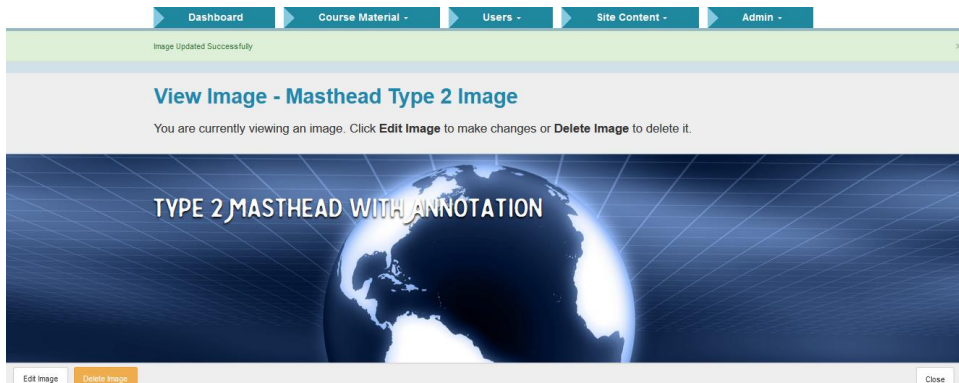 Dashboard Course Material - Users - Site Content - Admin -
Image Updated Successfully
View Image - Masthead Type 2 Image
You are currently viewing an image. Click Edit Image to make changes or Delete Image to delete it.
TYPE 2 MASTHEAD WITH ANNOTATION
Edit Image Delete Image Close